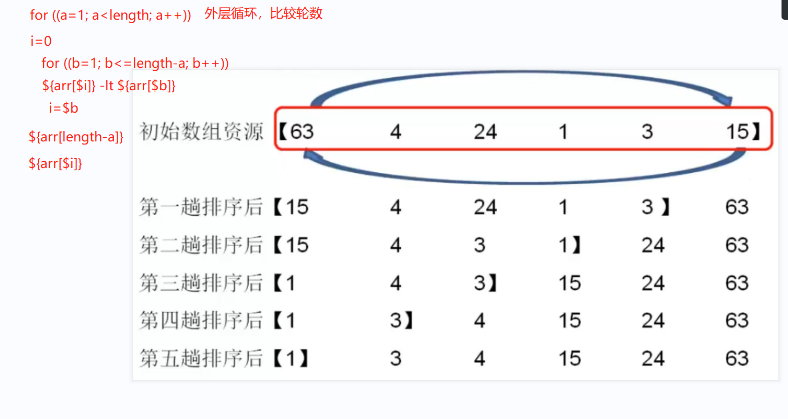 for ((a=1; a<length; a++)) 外层循环，比较轮数
i=0
for ((b=1; b<=length-a; b++))
${arr[$i]} -lt ${arr[$b]}
i=$b
${arr[length-a]}
${arr[$i]}
初始数组资源【63 4 24 1 3 15】
第一趟排序后【15 4 24 1 3 】 63
第二趟排序后【15 4 3 1】 24 63
第三趟排序后【1 4 3】 15 24 63
第四趟排序后【1 3】 4 15 24 63
第五趟排序后【1】 3 4 15 24 63